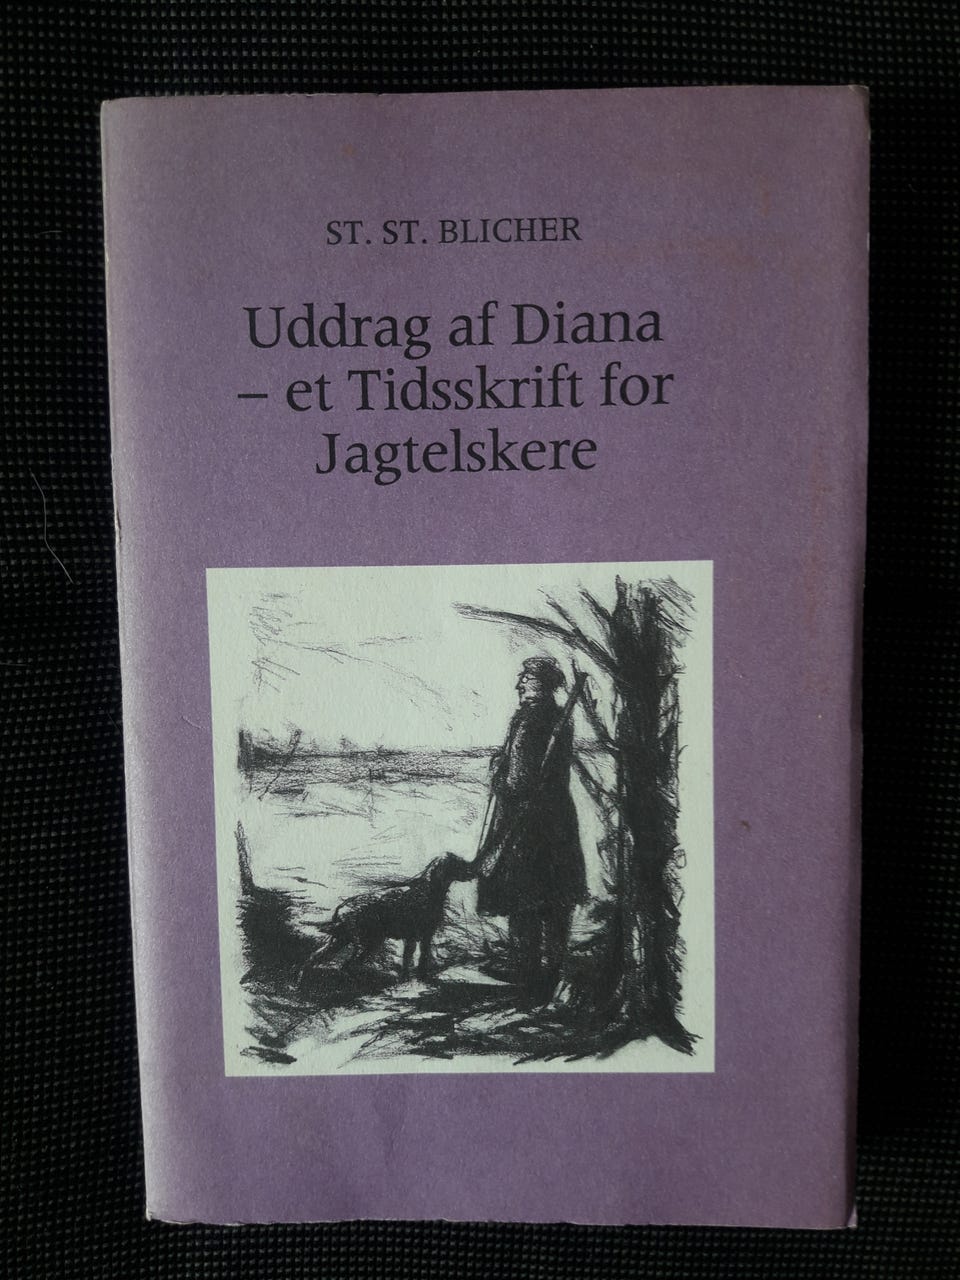 ST. ST. BLICHER
Uddrag af Diana
– et Tidsskrift for
Jagtelskere